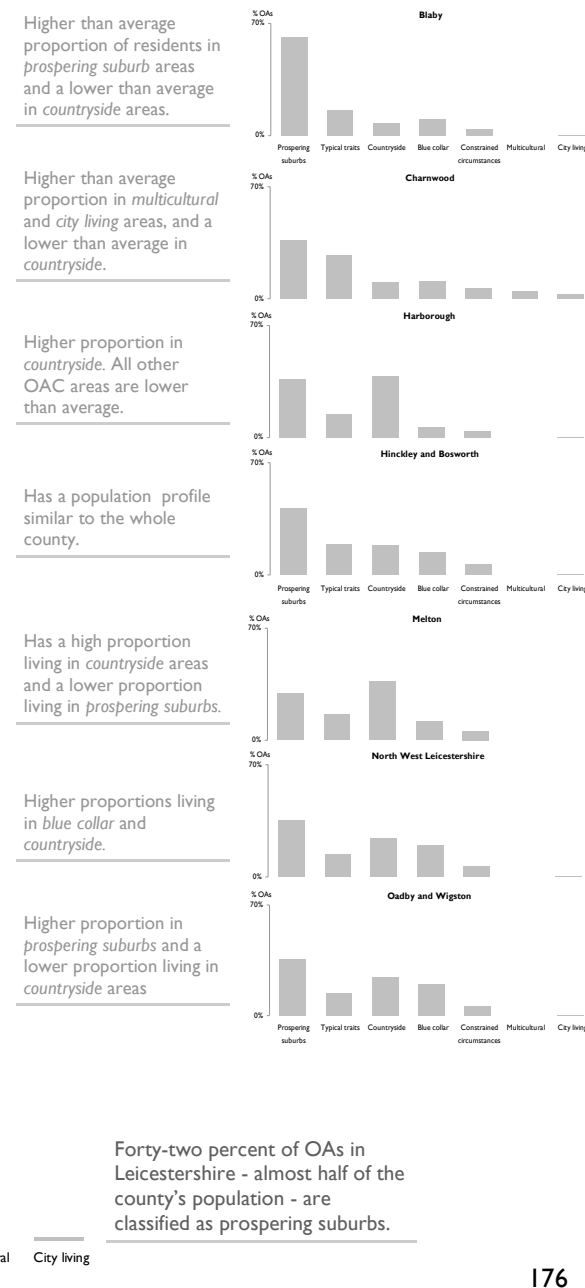 Higher than average
proportion of residents in
prospering suburb areas
and a lower than average
in countryside areas.
% OAs
70%
Blaby
0%
Prospering
suburbs
Typical traits
Countryside
Blue collar
Constrained
circumstances
Multicultural
City living
Higher than average
proportion in multicultural
and city living areas, and a
lower than average in
countryside.
% OAs
70%
Charnwood
0%
Higher proportion in
countryside. All other
OAC areas are lower
than average.
% OAs
70%
Harborough
0%
Has a population profile
similar to the whole
county.
% OAs
70%
Hinckley and Bosworth
0%
Prospering
suburbs
Typical traits
Countryside
Blue collar
Constrained
circumstances
Multicultural
City living
Has a high proportion
living in countryside areas
and a lower proportion
living in prospering suburbs.
% OAs
70%
Melton
0%
Higher proportions living
in blue collar and
countryside.
% OAs
70%
North West Leicestershire
0%
Higher proportion in
prospering suburbs and a
lower proportion living in
countryside areas
% OAs
70%
Oadby and Wigston
0%
Prospering
suburbs
Typical traits
Countryside
Blue collar
Constrained
circumstances
Multicultural
City living
Forty-two percent of OAs in
Leicestershire - almost half of the
county's population - are
classified as prospering suburbs.
ral
City living
176